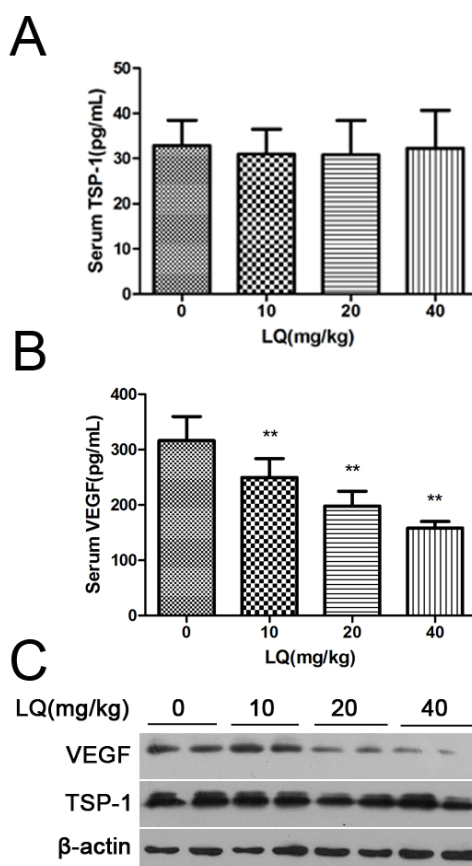 A
50
40
30
20
10
0
Serum TSP-1(pg/mL)
0 10 20 40
LQ(mg/kg)
B
400
300
200
100
0
Serum VEGF(pg/mL)
** ** **
0 10 20 40
LQ(mg/kg)
C
LQ(mg/kg) 0 10 20 40
VEGF
TSP-1
β-actin